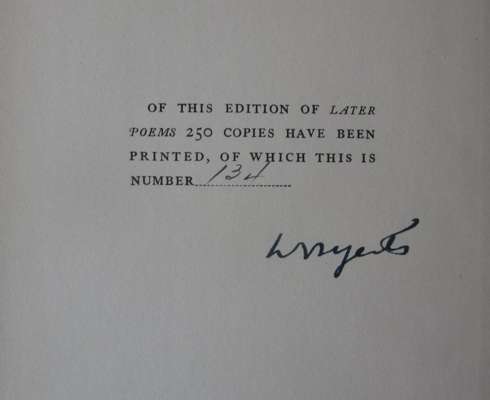 OF THIS EDITION OF LATER
POEMS 250 COPIES HAVE BEEN
PRINTED, OF WHICH THIS IS
NUMBER 134
WBYeats